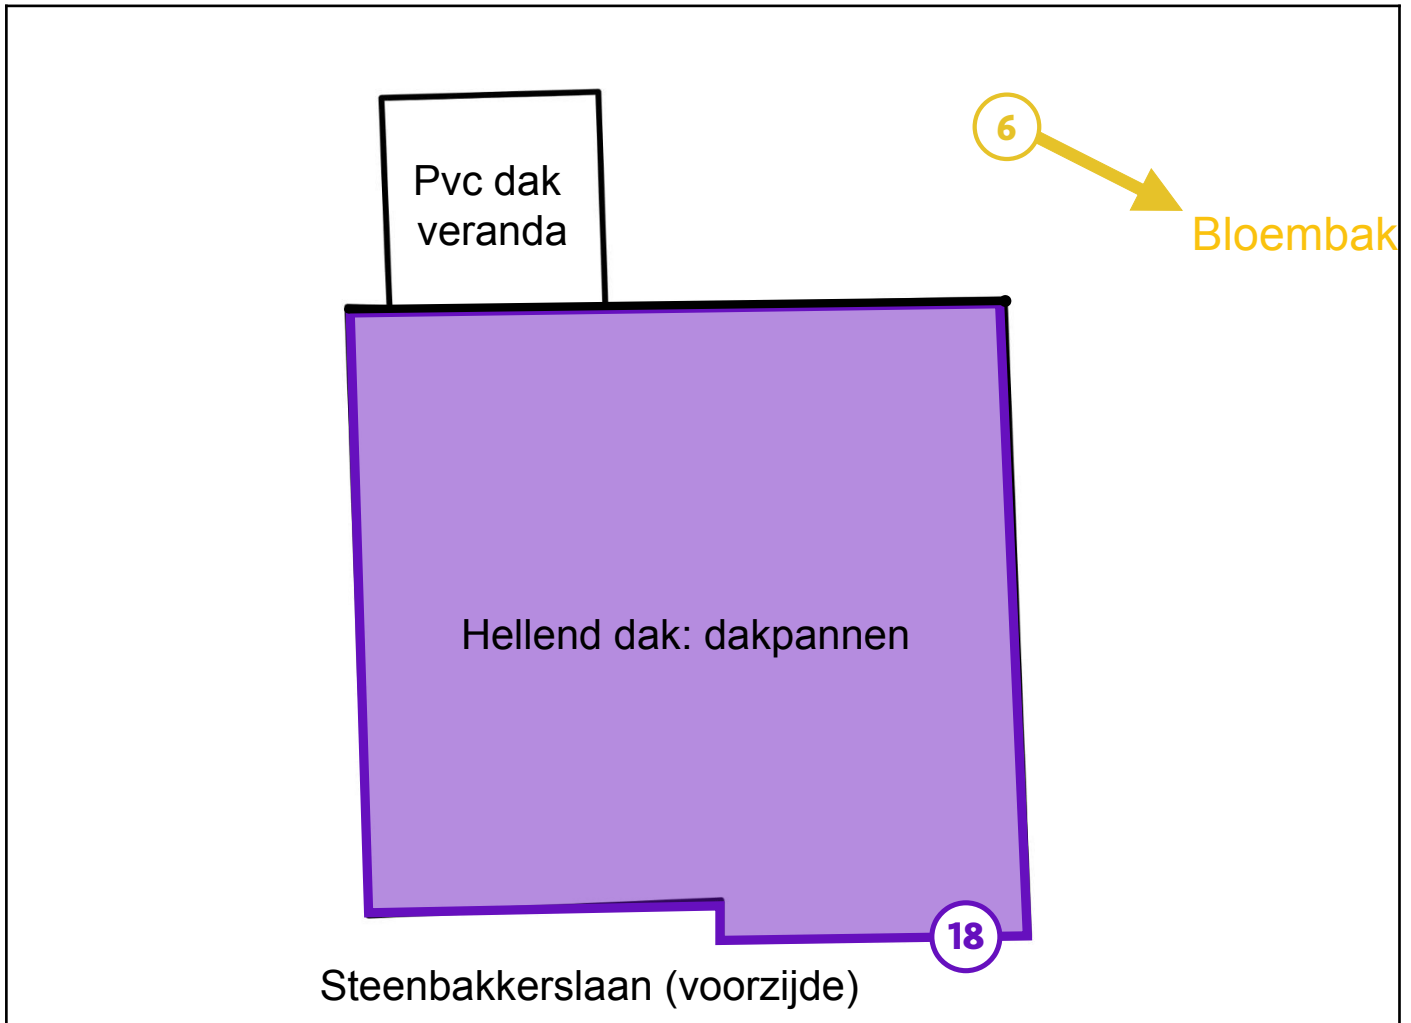 6
Pvc dak
veranda
Bloembak
Hellend dak: dakpannen
18
Steenbakkerslaan (voorzijde)